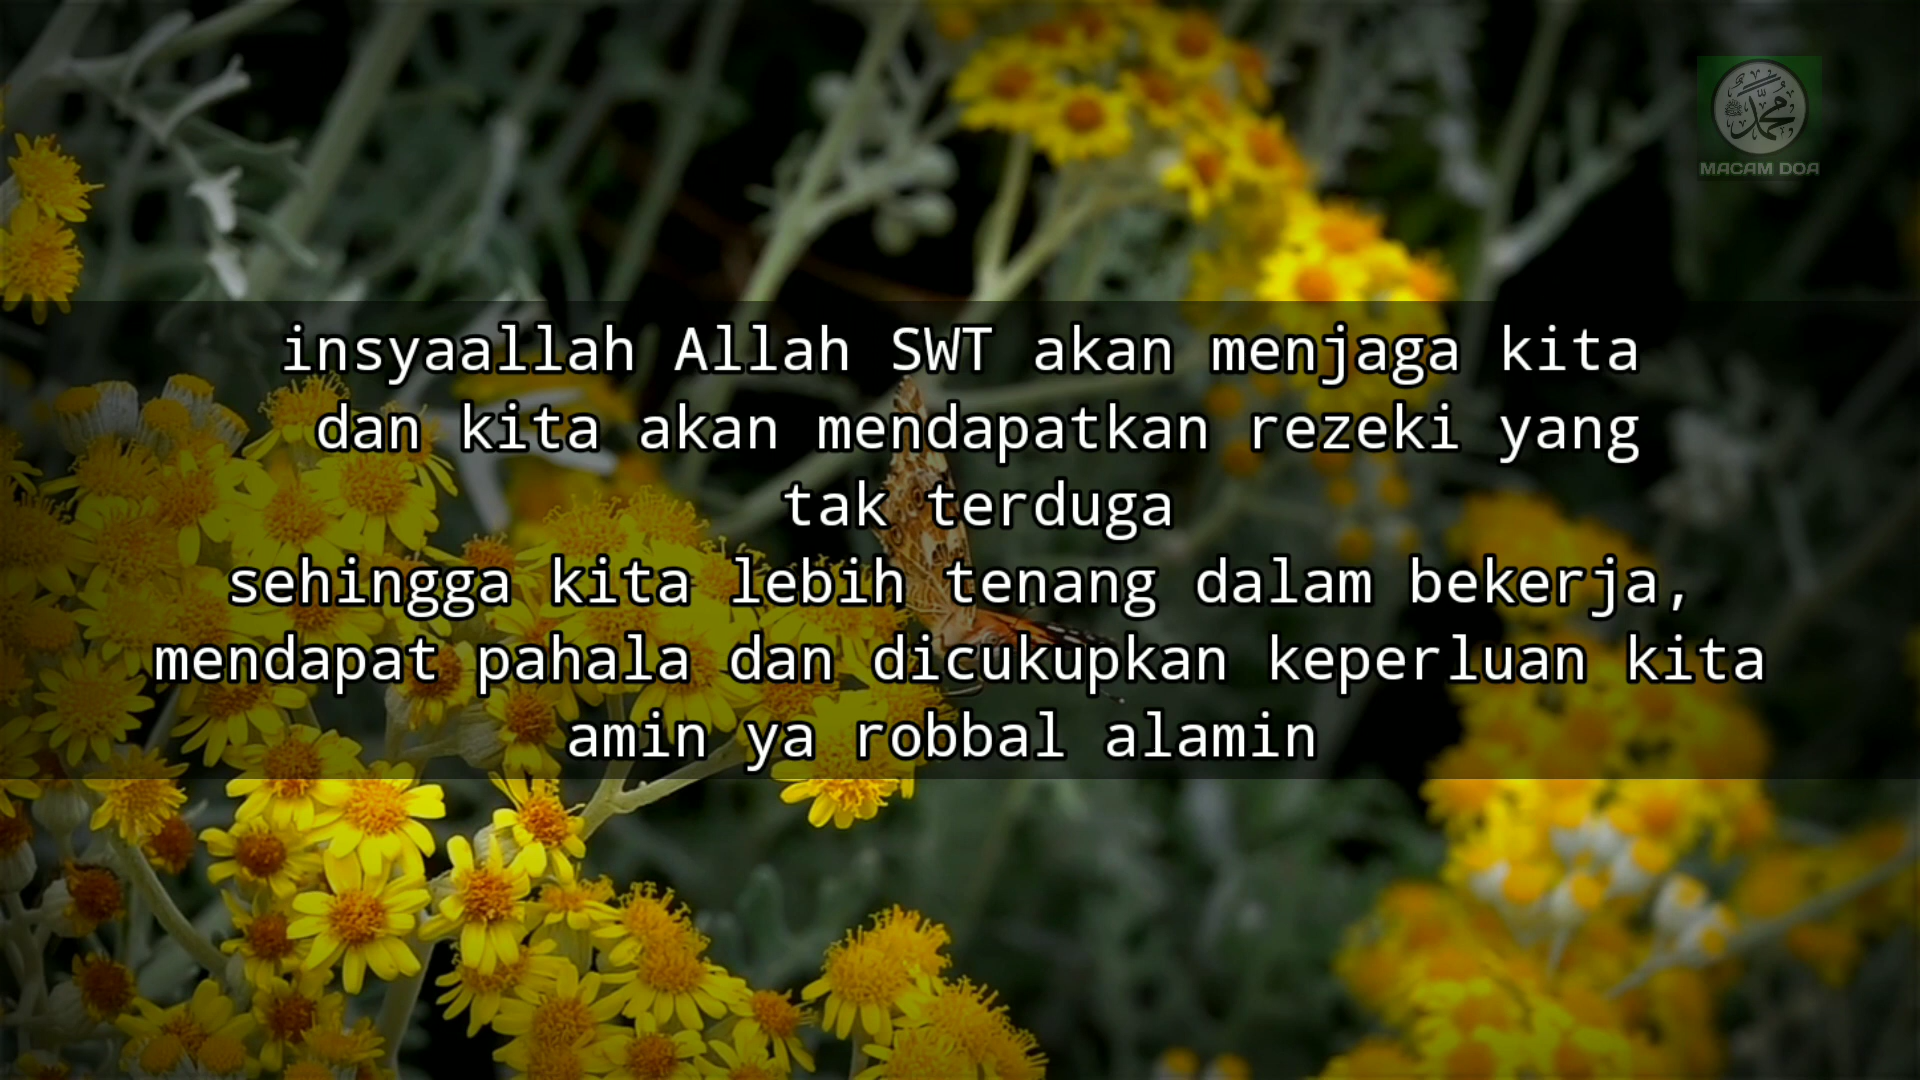 محمد
MACAM DOA
insyaallah Allah SWT akan menjaga kita
dan kita akan mendapatkan rezeki yang
tak terduga
sehingga kita lebih tenang dalam bekerja,
mendapat pahala dan dicukupkan keperluan kita
amin ya robbal alamin